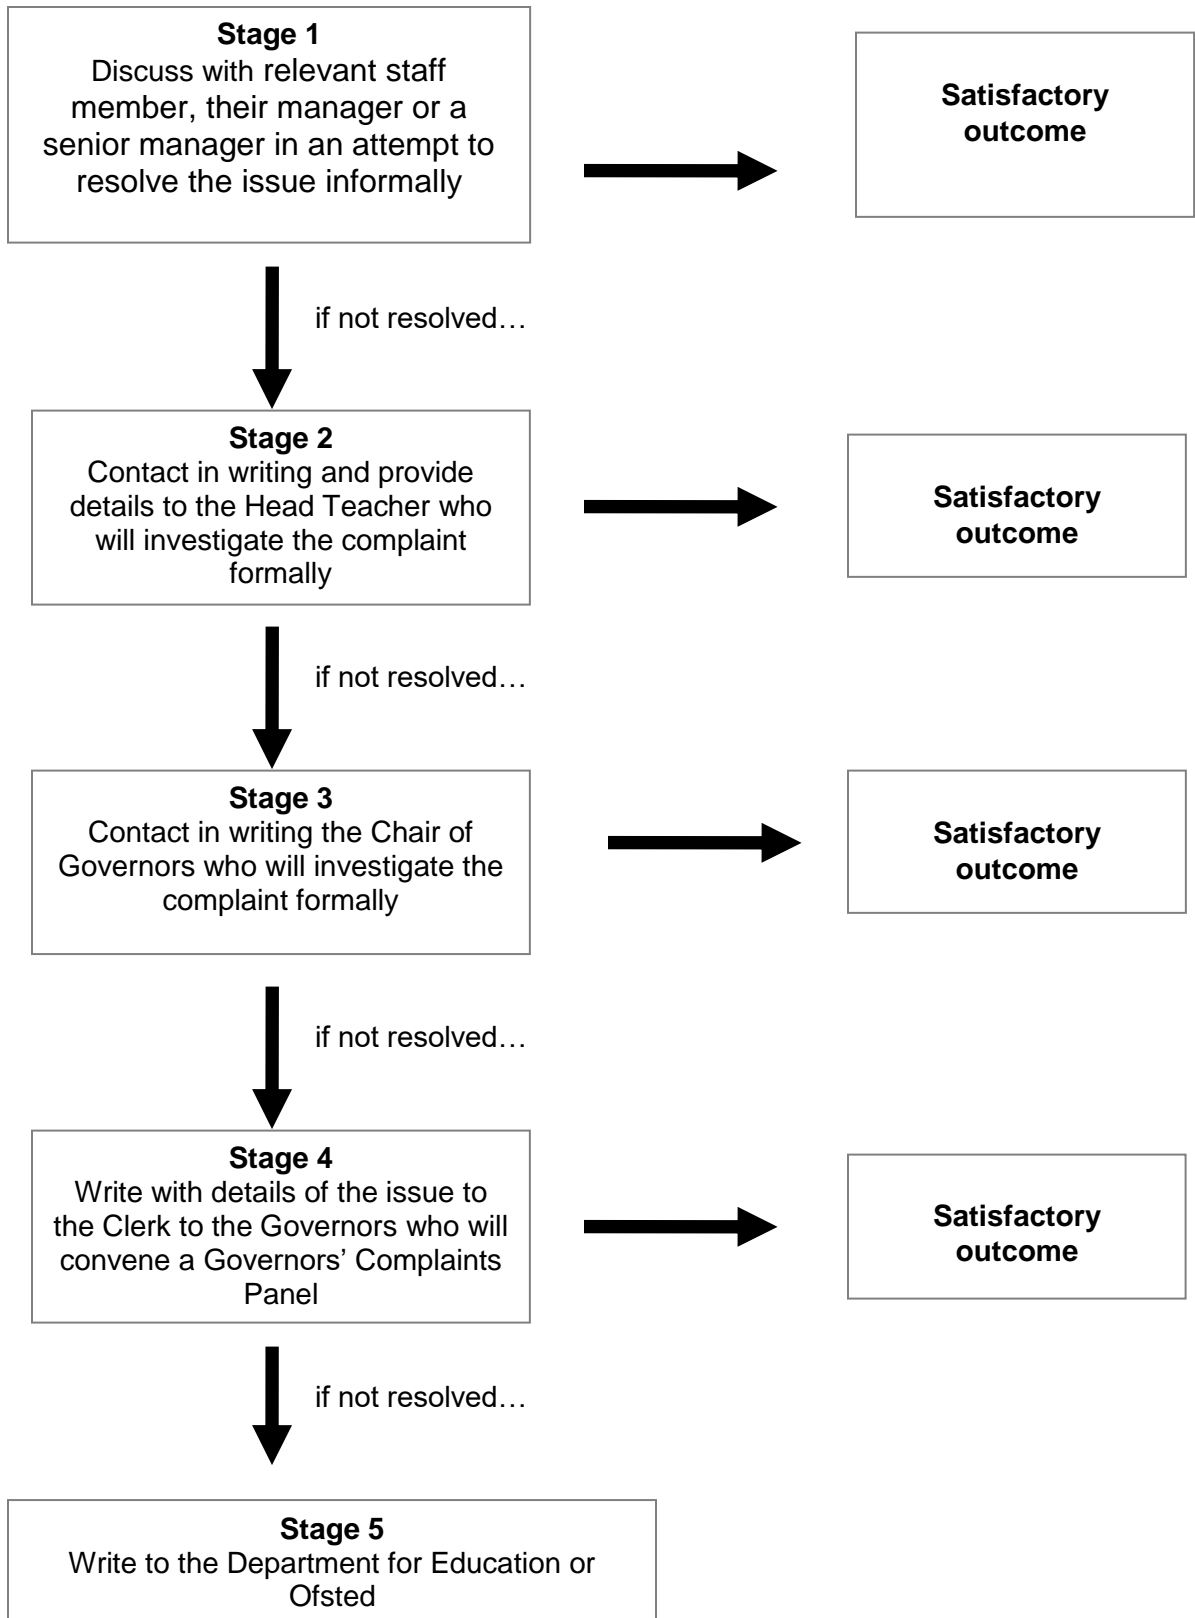 Stage 1
Discuss with relevant staff
member, their manager or a
senior manager in an attempt to
resolve the issue informally
Satisfactory
outcome
if not resolved…
Stage 2
Contact in writing and provide
details to the Head Teacher who
will investigate the complaint
formally
Satisfactory
outcome
if not resolved…
Stage 3
Contact in writing the Chair of
Governors who will investigate the
complaint formally
Satisfactory
outcome
if not resolved…
Stage 4
Write with details of the issue to
the Clerk to the Governors who will
convene a Governors’ Complaints
Panel
Satisfactory
outcome
if not resolved…
Stage 5
Write to the Department for Education or
Ofsted